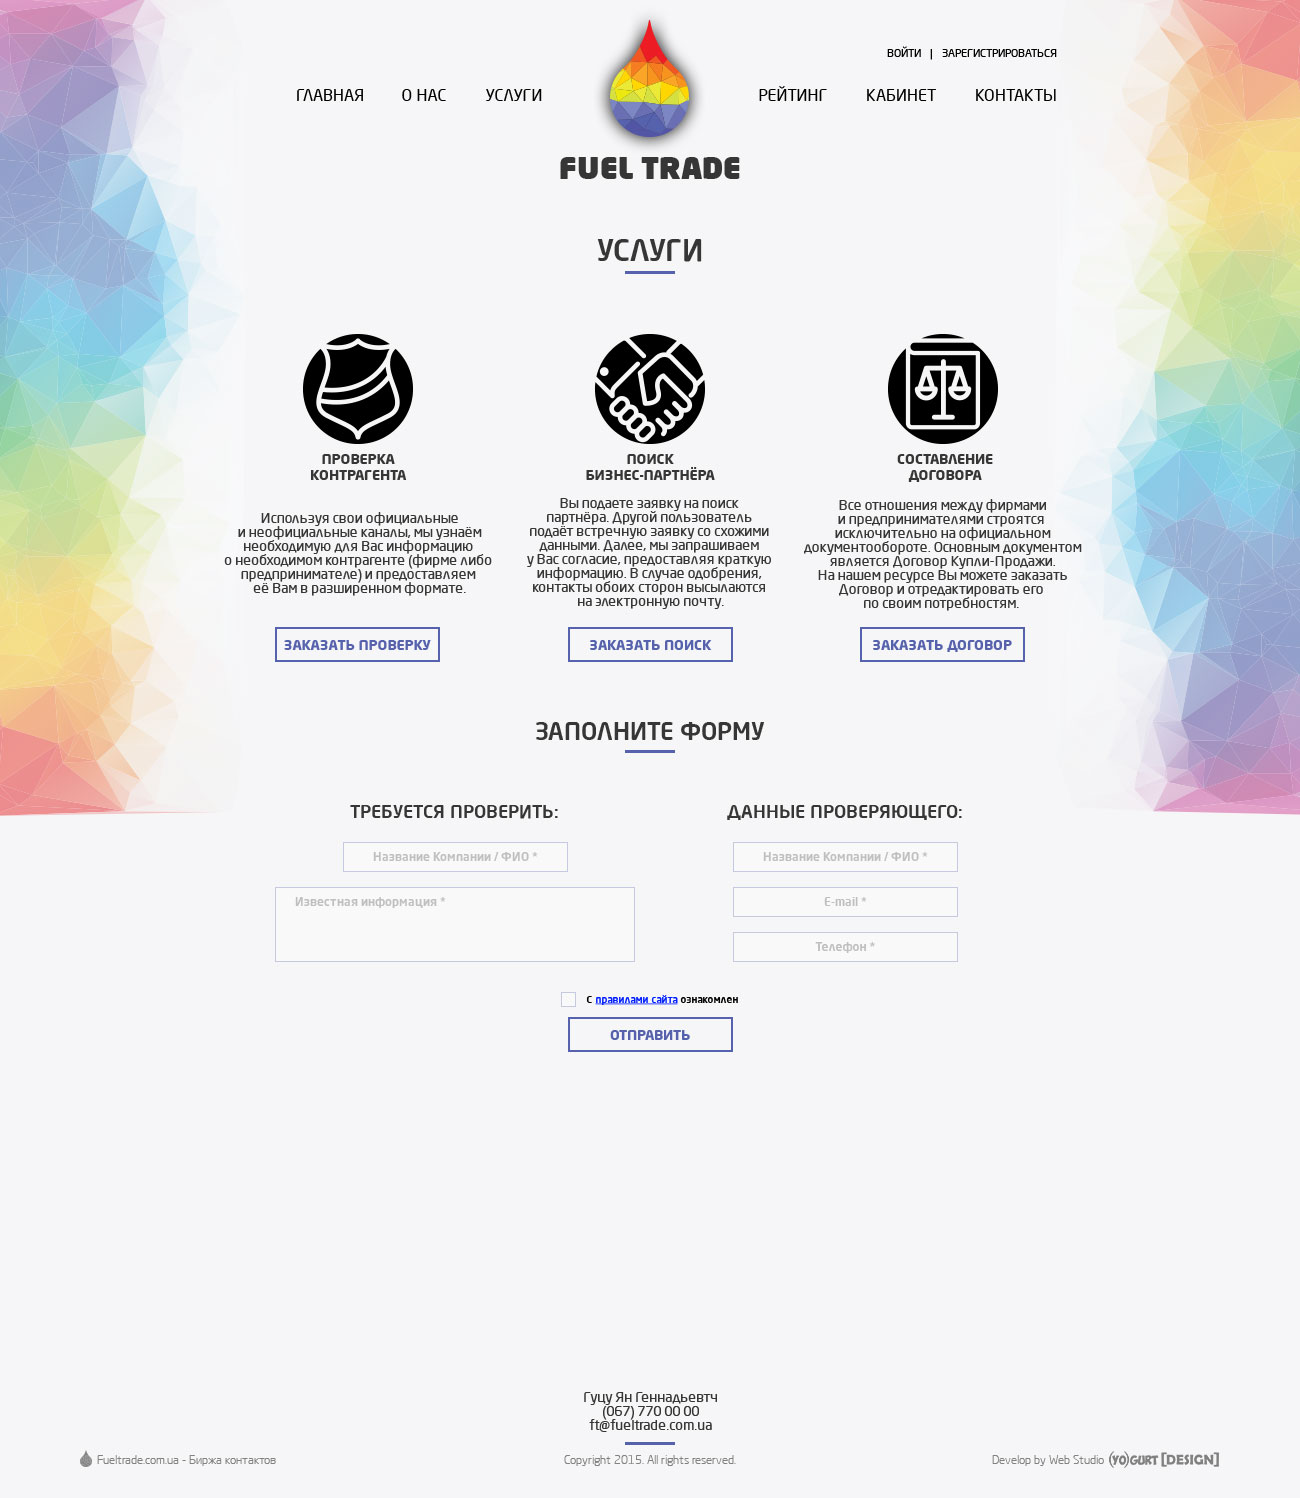 ВОЙТИ | ЗАРЕГИСТРИРОВАТЬСЯ
ГЛАВНАЯ О НАС УСЛУГИ РЕЙТИНГ КАБИНЕТ КОНТАКТЫ
FUEL TRADE
УСЛУГИ
ПРОВЕРКА
КОНТРАГЕНТА
Используя свои официальные
и неофициальные каналы, мы узнаём
необходимую для Вас информацию
о необходимом контрагенте (фирме либо
предпринимателе) и предоставляем
её Вам в разширенном формате.
ЗАКАЗАТЬ ПРОВЕРКУ
ПОИСК
БИЗНЕС-ПАРТНЁРА
Вы подаете заявку на поиск
партнёра. Другой пользователь
подаёт встречную заявку со схожими
данными. Далее, мы запрашиваем
у Вас согласие, предоставляя краткую
информацию. В случае одобрения,
контакты обоих сторон высылаются
на электронную почту.
ЗАКАЗАТЬ ПОИСК
СОСТАВЛЕНИЕ
ДОГОВОРА
Все отношения между фирмами
и предпринимателями строятся
исключительно на официальном
документообороте. Основным документом
является Договор Купли-Продажи.
На нашем ресурсе Вы можете заказать
Договор и отредактировать его
по своим потребностям.
ЗАКАЗАТЬ ДОГОВОР
ЗАПОЛНИТЕ ФОРМУ
ТРЕБУЕТСЯ ПРОВЕРИТЬ:
Название Компании / ФИО *
Известная информация *
ДАННЫЕ ПРОВЕРЯЮЩЕГО:
Название Компании / ФИО *
E-mail *
Телефон *
С правилами сайта ознакомлен
ОТПРАВИТЬ
Гуцу Ян Геннадьевтч
(067) 770 00 00
ft@fueltrade.com.ua
Fueltrade.com.ua - Биржа контактов
Copyright 2015. All rights reserved.
Develop by Web Studio (YO)GURT [DESIGN]